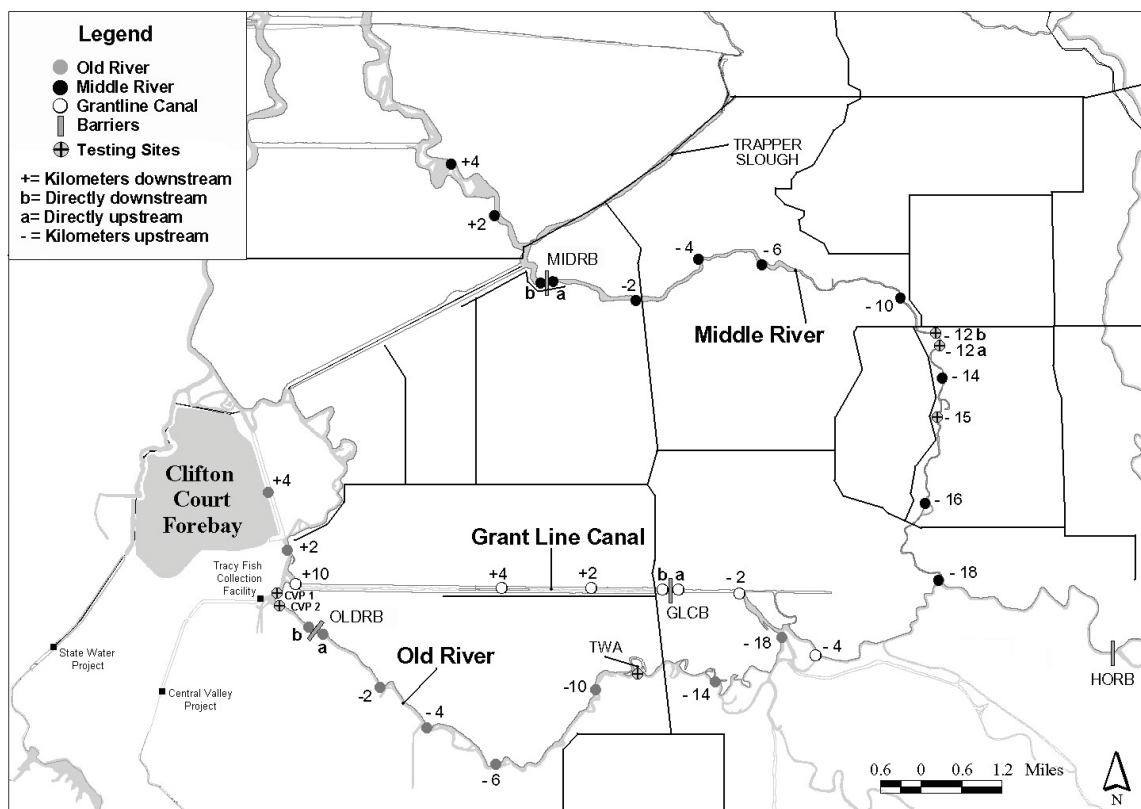 Legend
Old River
Middle River
Grantline Canal
Barriers
Testing Sites
+= Kilometers downstream
b= Directly downstream
a= Directly upstream
- = Kilometers upstream
TRAPPER
SLOUGH
+4
+2
MIDRB
b
a
-2
- 4
- 6
- 10
Middle River
- 12 b
- 12 a
- 14
- 15
- 16
- 18
Clifton
Court
Forebay
+4
+2
Grant Line Canal
+10
+4
+2
b
a
GLCB
- 2
- 4
Tracy Fish
Collection
Facility
CVP 1
CVP 2
OLDRB
b
a
Old River
-2
- 4
- 6
-10
TWA
- 14
-18
HORB
State Water
Project
Central Valley
Project
0.6
0
0.6
1.2
Miles
N